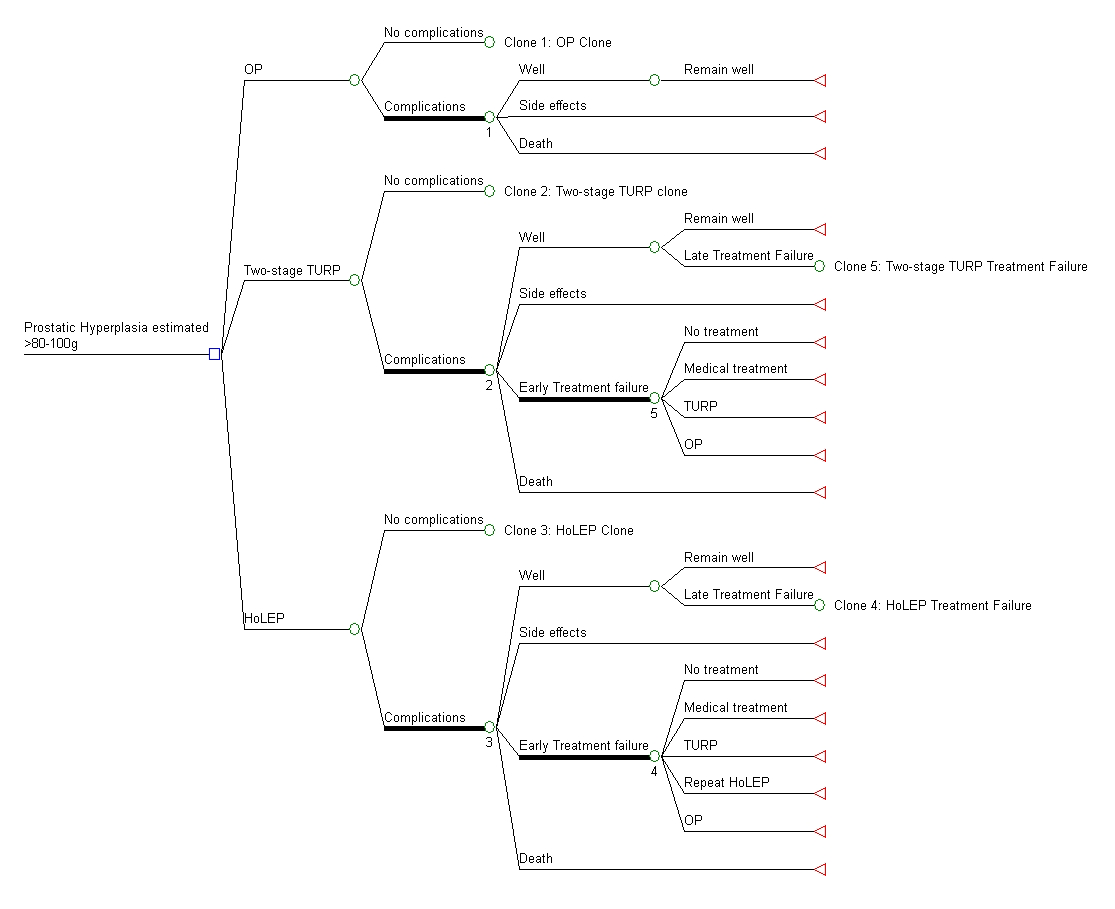 No complications
Clone 1: OP Clone
OP
Well
Remain well
Complications
Side effects
1
Death
No complications
Clone 2: Two-stage TURP clone
Remain well
Well
Late Treatment Failure
Clone 5: Two-stage TURP Treatment Failure
Two-stage TURP
Side effects
Prostatic Hyperplasia estimated
>80-100g
No treatment
Complications
Medical treatment
2
Early Treatment failure
TURP
5
OP
Death
No complications
Clone 3: HoLEP Clone
Remain well
Well
Late Treatment Failure
Clone 4: HoLEP Treatment Failure
HoLEP
Side effects
No treatment
Medical treatment
Complications
3
Early Treatment failure
TURP
4
Repeat HoLEP
OP
Death